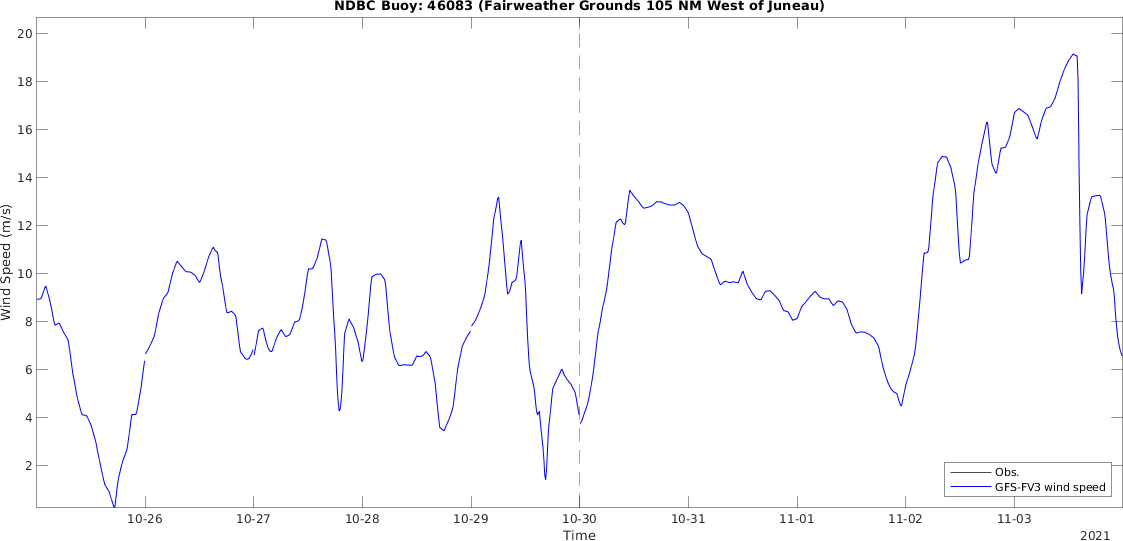 NDBC Buoy: 46083 (Fairweather Grounds 105 NM West of Juneau)
20
18
16
14
12
10
8
6
4
2
Wind Speed (m/s)
Obs.
GFS-FV3 wind speed
10-26 10-27 10-28 10-29 10-30 10-31 11-01 11-02 11-03
Time
2021